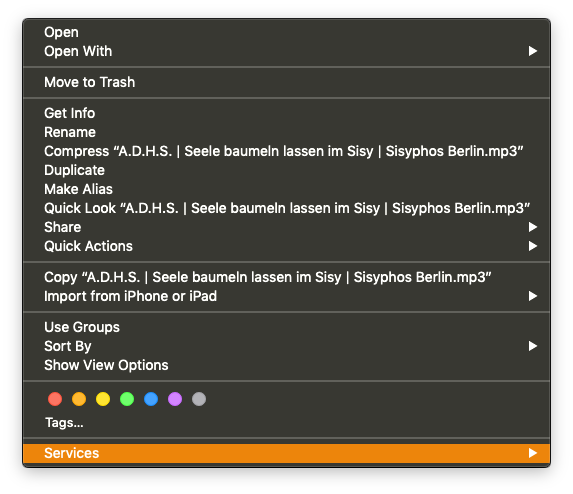 Open
Open With
Move to Trash
Get Info
Rename
Compress “A.D.H.S. | Seele baumeln lassen im Sisy | Sisyphos Berlin.mp3”
Duplicate
Make Alias
Quick Look “A.D.H.S. | Seele baumeln lassen im Sisy | Sisyphos Berlin.mp3”
Share
Quick Actions
Copy “A.D.H.S. | Seele baumeln lassen im Sisy | Sisyphos Berlin.mp3”
Import from iPhone or iPad
Use Groups
Sort By
Show View Options
Tags...
Services